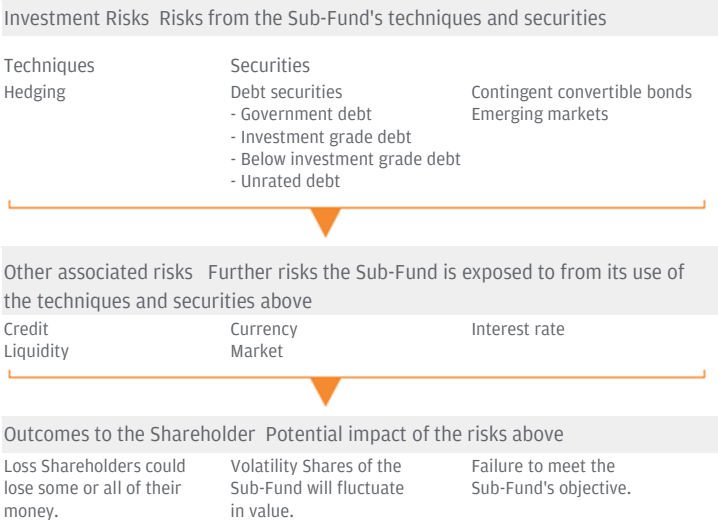 Investment Risks Risks from the Sub-Fund's techniques and securities
Techniques
Hedging
Securities
Debt securities
- Government debt
- Investment grade debt
- Below investment grade debt
- Unrated debt
Contingent convertible bonds
Emerging markets
Other associated risks Further risks the Sub-Fund is exposed to from its use of
the techniques and securities above
Credit
Liquidity
Currency
Market
Interest rate
Outcomes to the Shareholder Potential impact of the risks above
Loss Shareholders could
lose some or all of their
money.
Volatility Shares of the
Sub-Fund will fluctuate
in value.
Failure to meet the
Sub-Fund's objective.